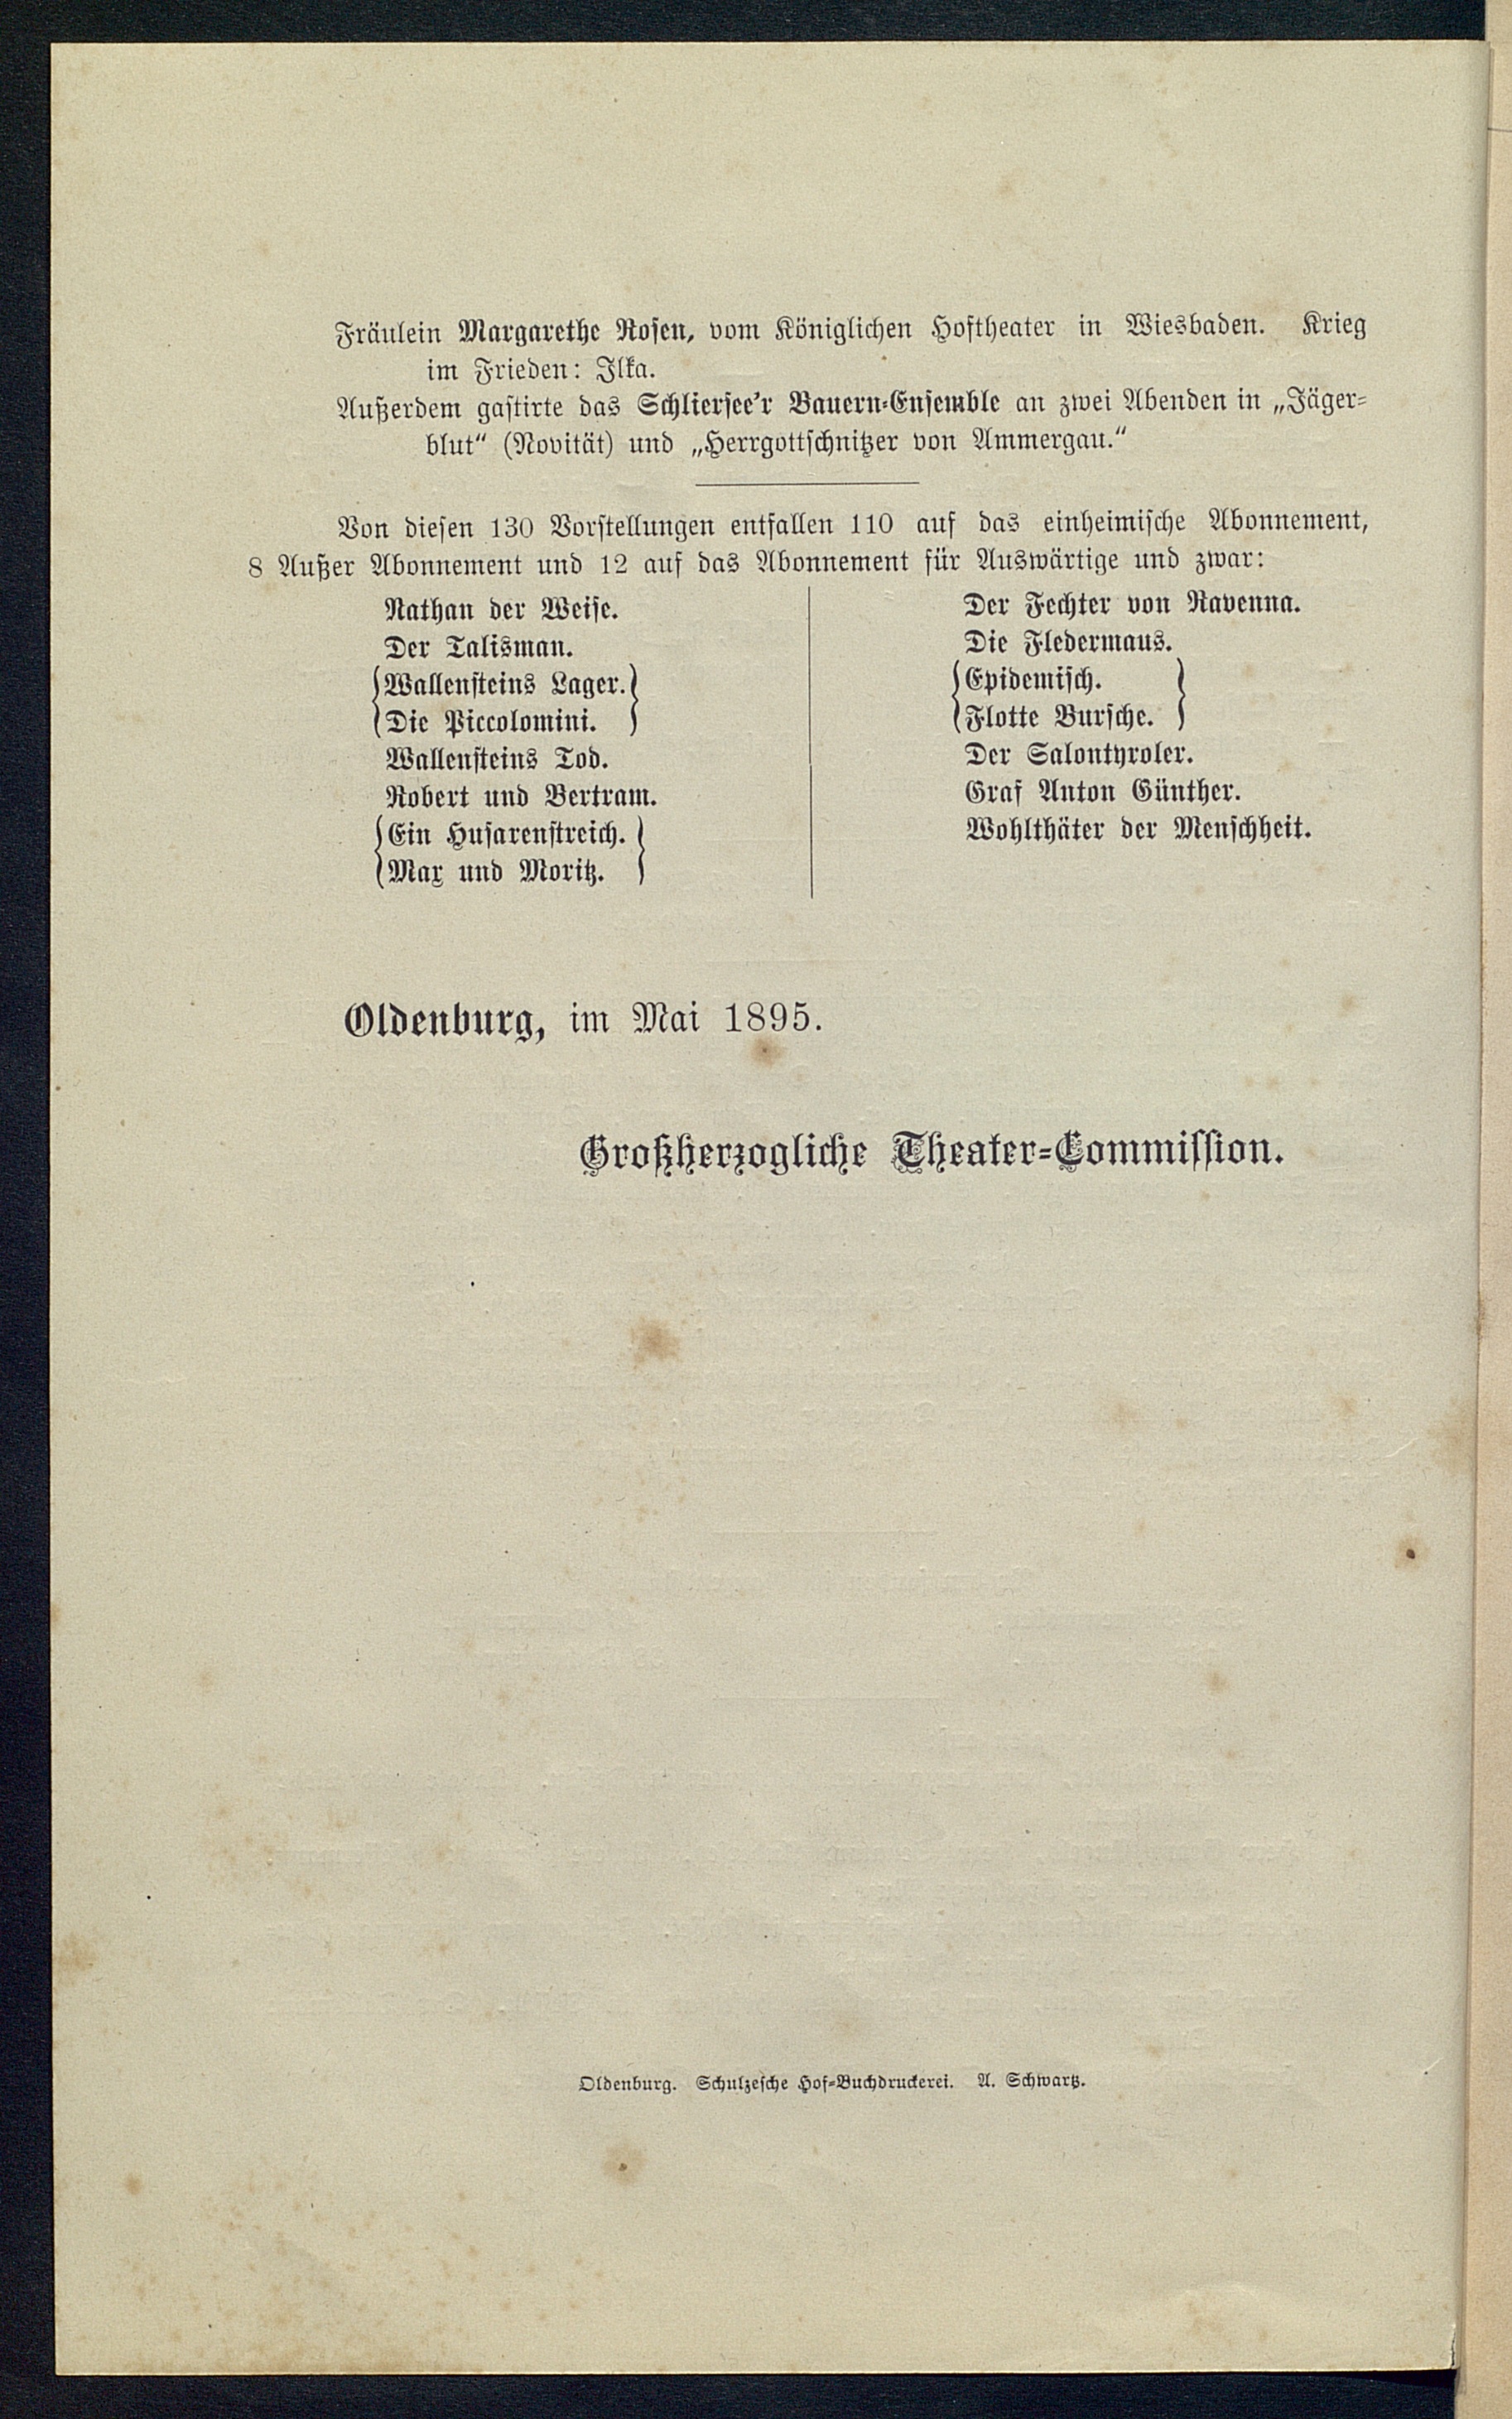 Fräulein Margarethe Rosen, vom Königlichen Hoftheater in Wiesbaden. Krieg
im Frieden: Ilka.
Außerdem gastirte das Schliersee'r Bauern-Ensemble an zwei Abenden in „Jäger-
blut“ (Novität) und „Herrgottschnitzer von Ammergau.“
Von diesen 130 Vorstellungen entfallen 110 auf das einheimische Abonnement,
8 Außer Abonnement und 12 auf das Abonnement für Auswärtige und zwar:
Nathan der Weise.
Der Talisman.
{Wallensteins Lager.}
{Die Piccolomini.}
Wallensteins Tod.
Robert und Bertram.
{Ein Husarenstreich.}
{Max und Moritz.}
Der Fechter von Ravenna.
Die Fledermaus.
{Epidemisch.}
{Flotte Bursche.}
Der Salontyroler.
Graf Anton Günther.
Wohlthäter der Menschheit.
Oldenburg, im Mai 1895.
Großherzogliche Theater-Commission.
Oldenburg. Schulzesche Hof-Buchdruckerei. A. Schwartz.